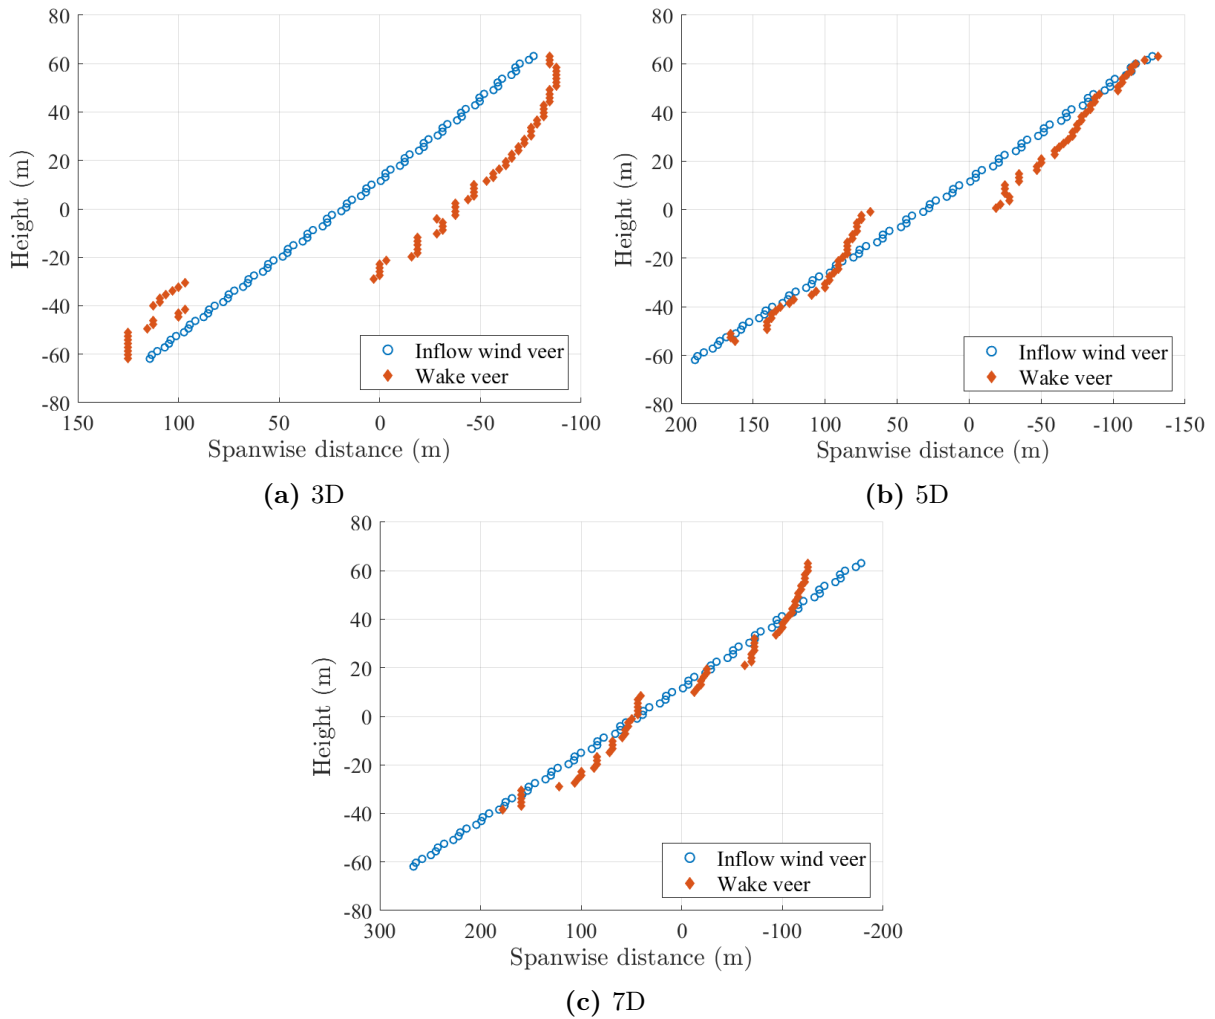 80
60
40
20
0
-20
-40
-60
-80
Height (m)
150 100 50 0 -50 -100
Spanwise distance (m)
Inflow wind veer
Wake veer
(a) 3D
80
60
40
20
0
-20
-40
-60
-80
Height (m)
200 150 100 50 0 -50 -100 -150
Spanwise distance (m)
Inflow wind veer
Wake veer
(b) 5D
80
60
40
20
0
-20
-40
-60
-80
Height (m)
300 200 100 0 -100 -200
Spanwise distance (m)
Inflow wind veer
Wake veer
(c) 7D